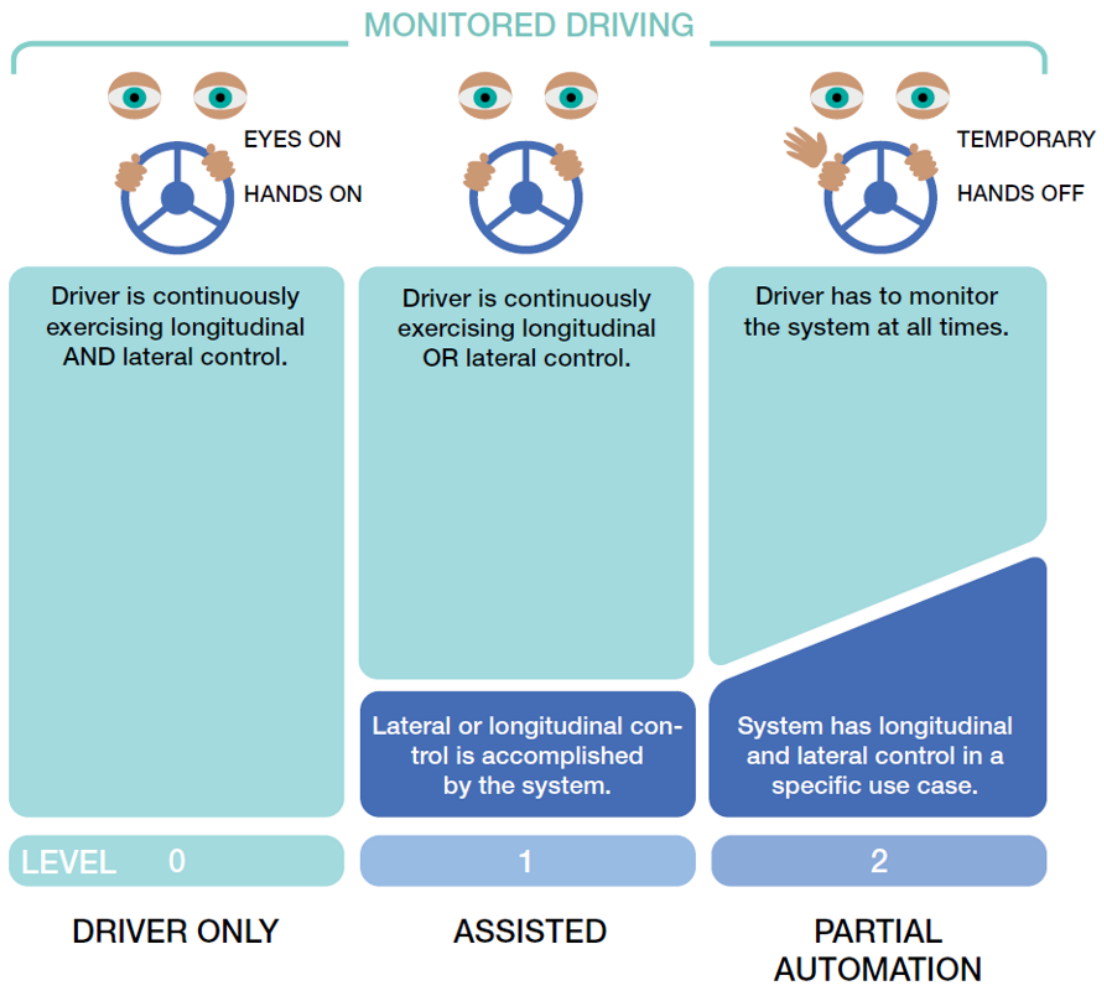 MONITORED DRIVING
EYES ON
HANDS ON
TEMPORARY
HANDS OFF
Driver is continuously
exercising longitudinal
AND lateral control.
Driver is continuously
exercising longitudinal
OR lateral control.
Driver has to monitor
the system at all times.
Lateral or longitudinal con-
trol is accomplished
by the system.
System has longitudinal
and lateral control in a
specific use case.
LEVEL 0
1
2
DRIVER ONLY
ASSISTED
PARTIAL
AUTOMATION